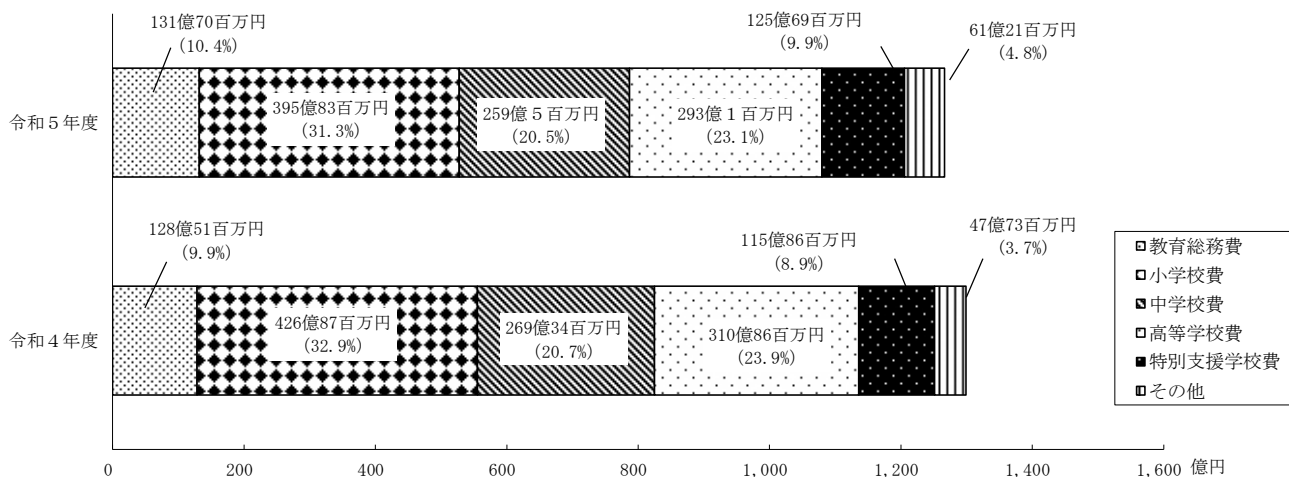 131億70百万円
(10.4%)
125億69百万円
(9.9%)
61億21百万円
(4.8%)
令和５年度
395億83百万円
(31.3%)
259億５百万円
(20.5%)
293億１百万円
(23.1%)
128億51百万円
(9.9%)
115億86百万円
(8.9%)
47億73百万円
(3.7%)
令和４年度
426億87百万円
(32.9%)
269億34百万円
(20.7%)
310億86百万円
(23.9%)
教育総務費
小学校費
中学校費
高等学校費
特別支援学校費
その他
0 200 400 600 800 1,000 1,200 1,400 1,600 億円